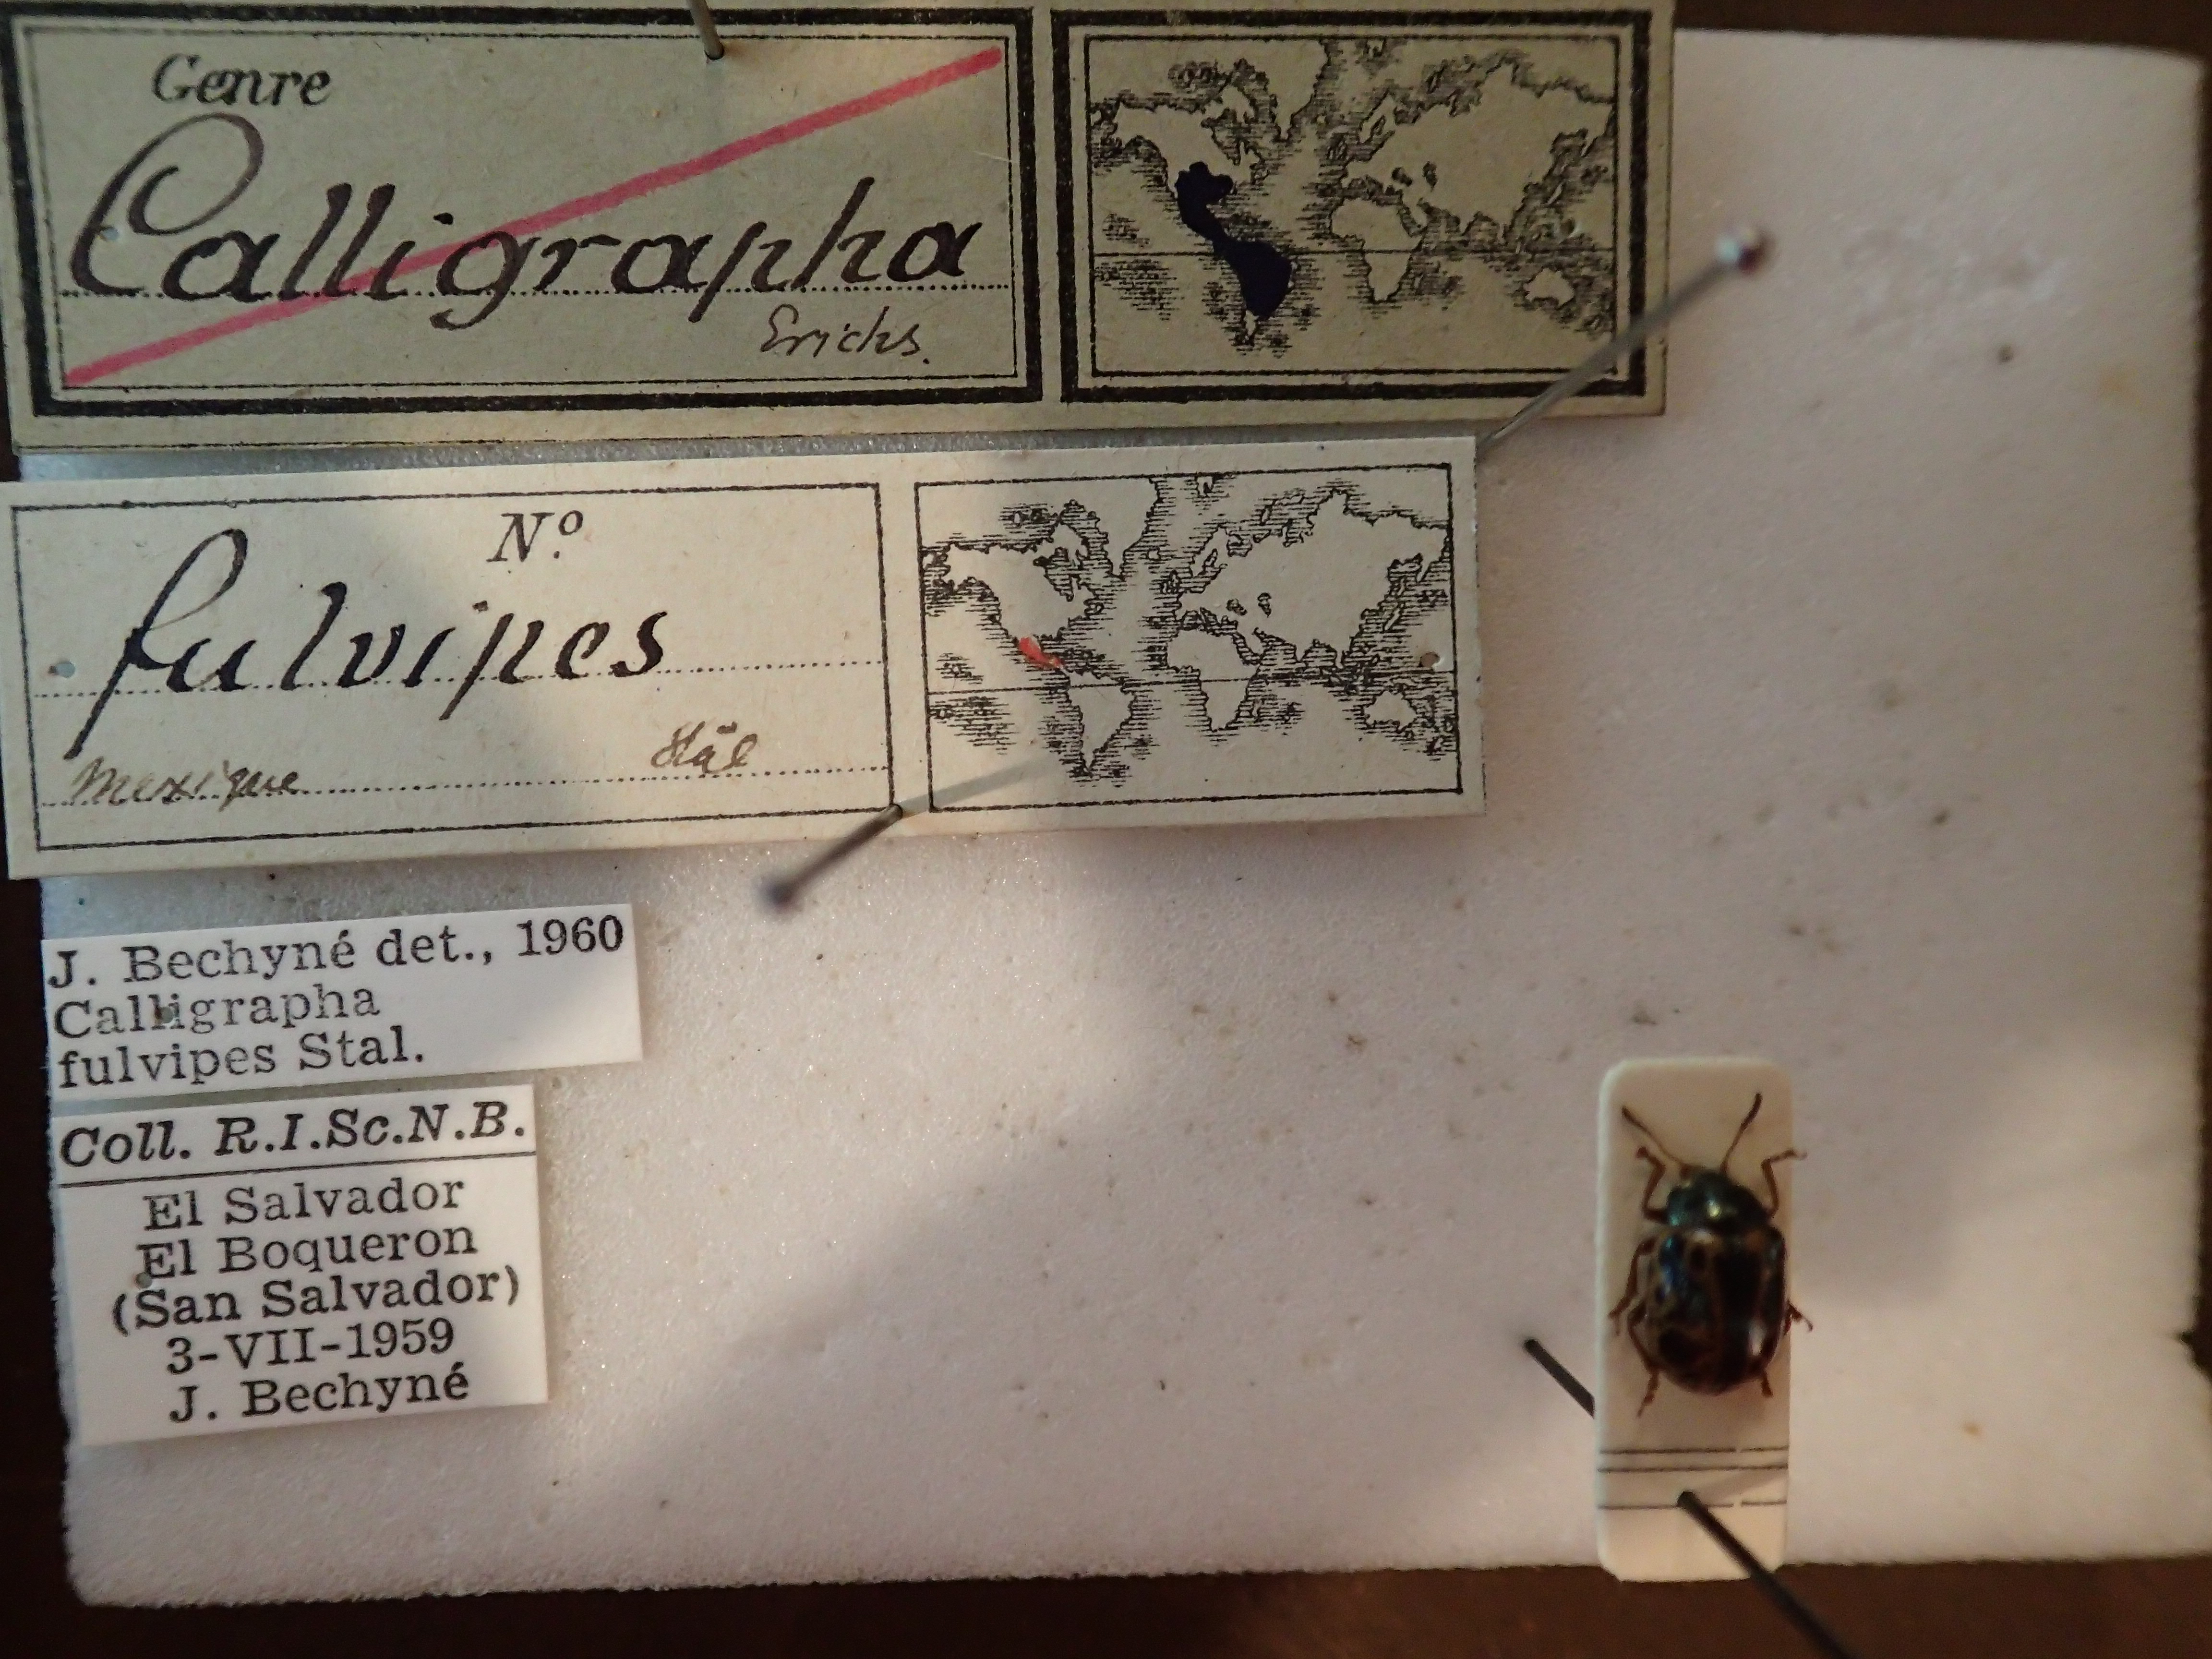 Genre
Calligrapha
Erichs.
No.
fulvipes
Mexique Stål
J. Bechyné det., 1960
Calligrapha
fulvipes Stal.
Coll. R.I.Sc.N.B.
El Salvador
El Boqueron
(San Salvador)
3-VII-1959
J. Bechyné